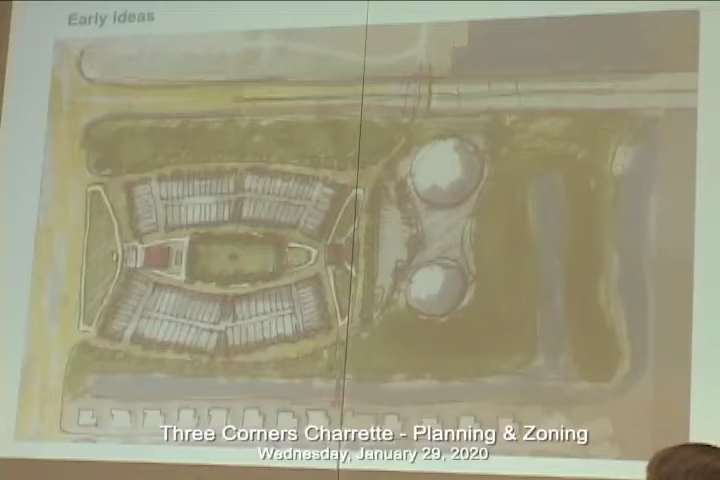 Early Ideas
Three Corners Charrette - Planning & Zoning
Wednesday, January 29, 2020